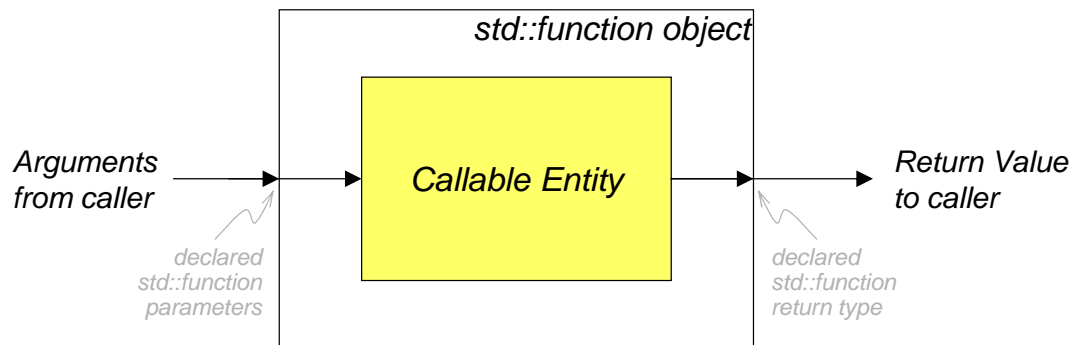 std::function object
Arguments
from caller
Callable Entity
Return Value
to caller
declared
std::function
parameters
declared
std::function
return type